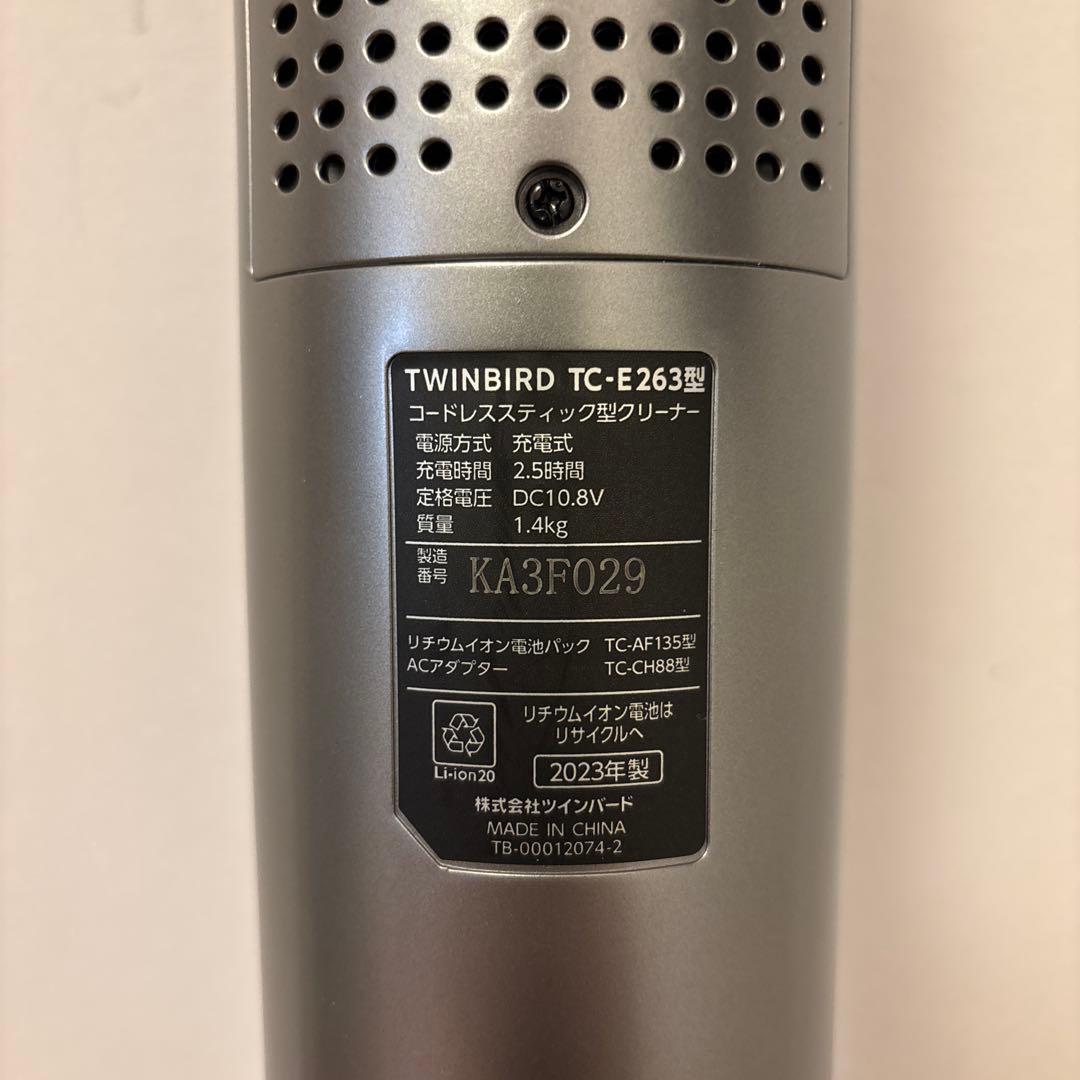 TWINBIRD TC-E263型
コードレススティック型クリーナー
電源方式 充電式
充電時間 2.5時間
定格電圧 DC10.8V
質量 1.4kg
製造
番号 KA3F029
リチウムイオン電池パック TC-AF135型
ACアダプター TC-CH88型
リチウムイオン電池は
リサイクルへ
Li-ion20 2023年製
株式会社ツインバード
MADE IN CHINA
TB-00012074-2